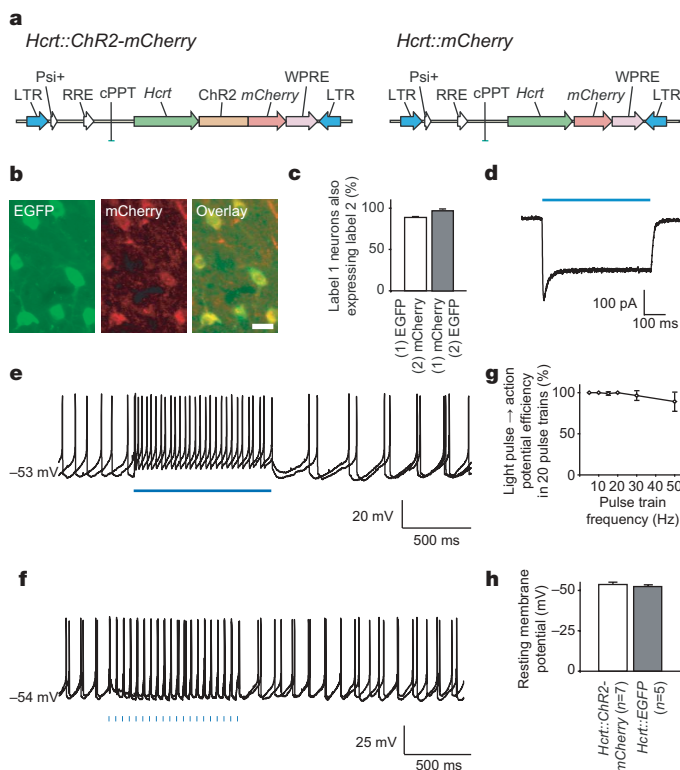 a
Hcrt::ChR2-mCherry
Psi+
cPPT
WPRE
LTR
RRE
Hcrt
ChR2 mCherry
LTR
Hcrt::mCherry
Psi+
cPPT
WPRE
LTR
RRE
Hcrt
mCherry
LTR
b
EGFP
mCherry
Overlay
c
Label 1 neurons also
expressing label 2 (%)
100
50
0
(1) EGFP
(2) mCherry
(1) mCherry
(2) EGFP
d
100 pA
100 ms
e
–53 mV
20 mV
500 ms
g
Light pulse → action
potential efficiency
in 20 pulse trains (%)
100
50
0
10 20 30 40 50
Pulse train
frequency (Hz)
f
–54 mV
25 mV
500 ms
h
Resting membrane
potential (mV)
–50
–25
0
Hcrt::ChR2-
mCherry (n=7)
Hcrt::EGFP
(n=5)